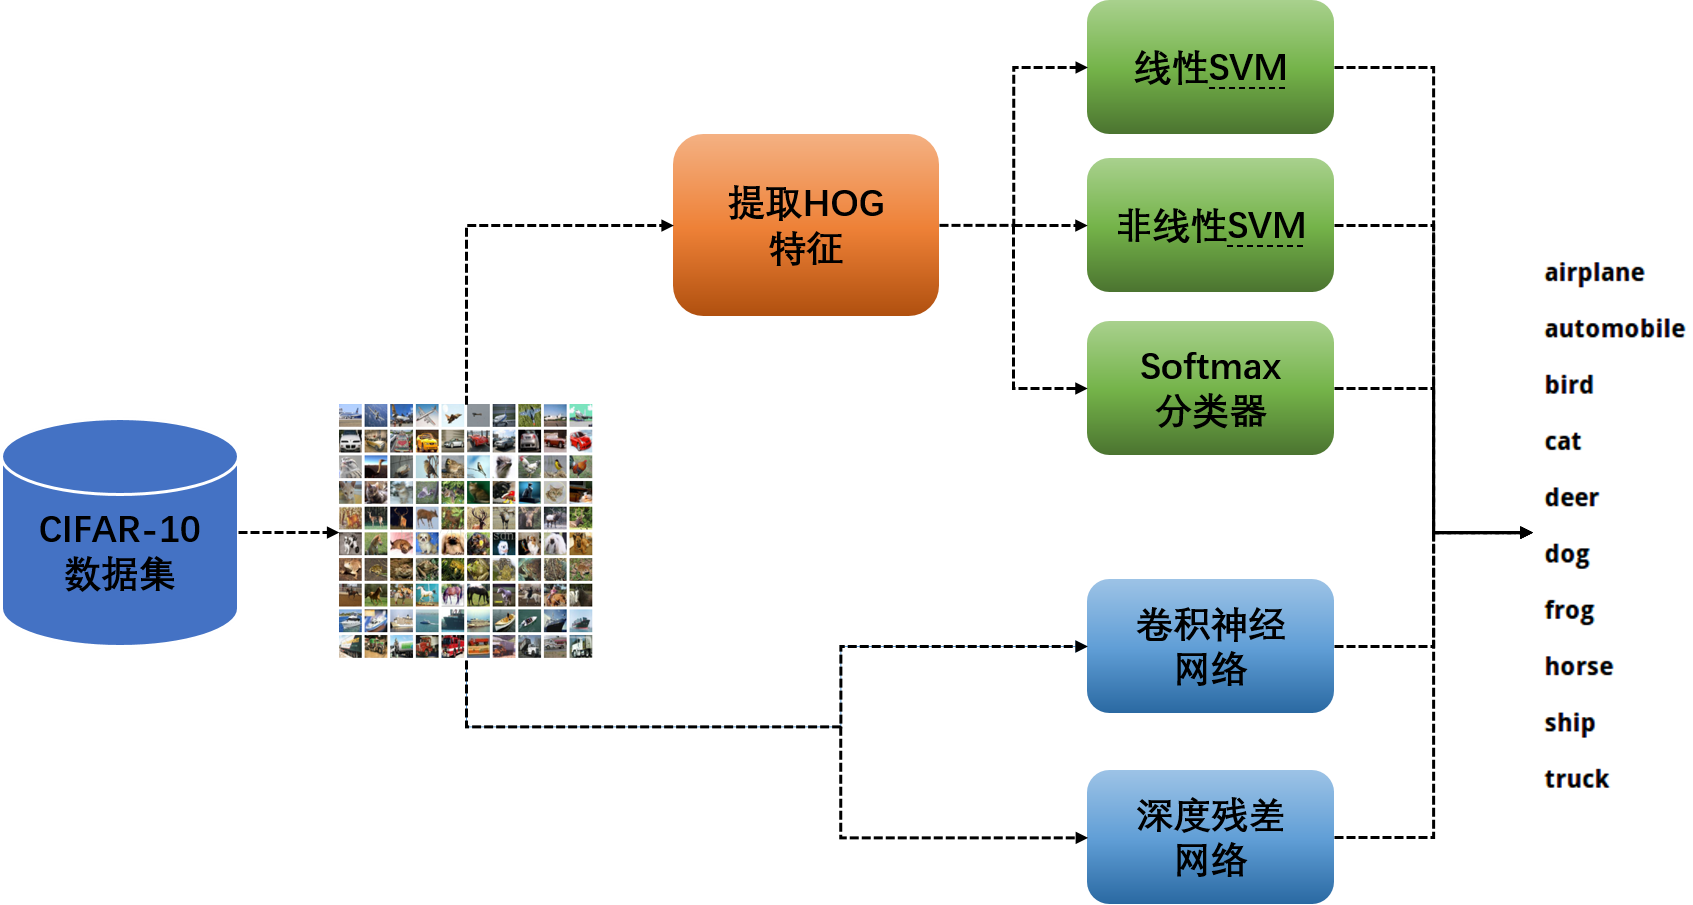 CIFAR-10
数据集
提取HOG
特征
线性SVM
非线性SVM
Softmax
分类器
卷积神经
网络
深度残差
网络
airplane
automobile
bird
cat
deer
dog
frog
horse
ship
truck